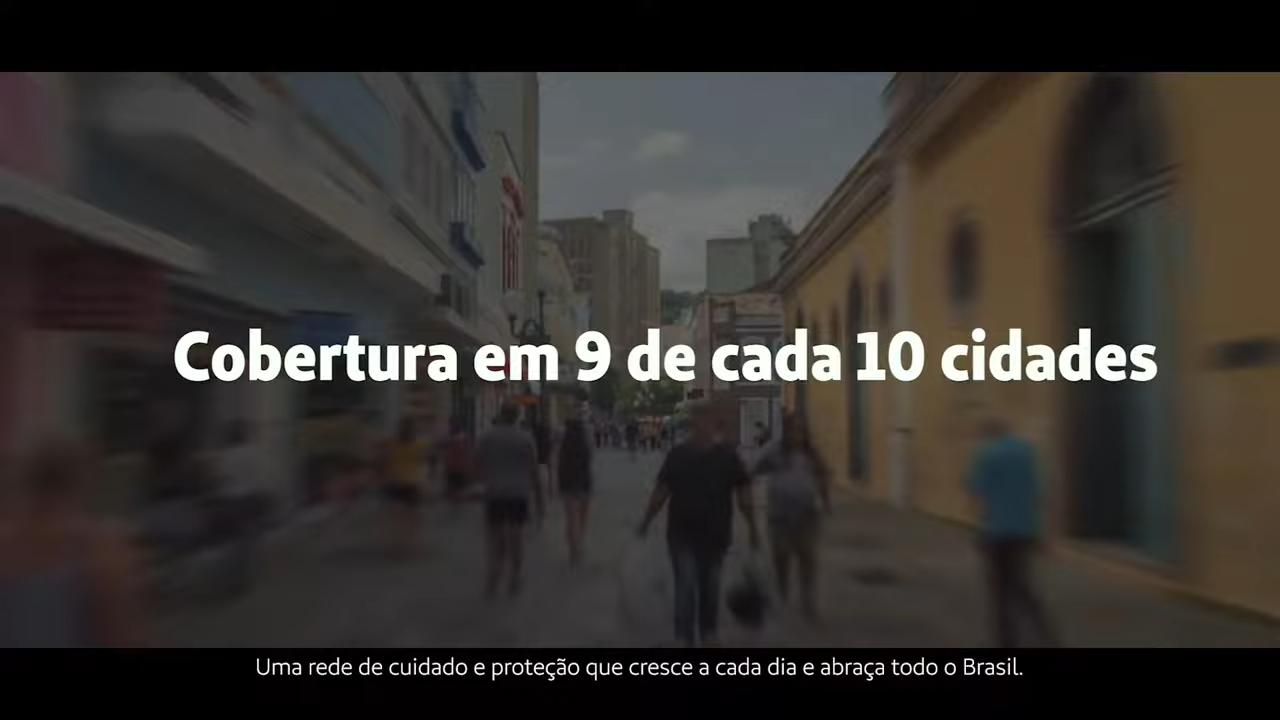 Cobertura em 9 de cada 10 cidades
Uma rede de cuidado e proteção que cresce a cada dia e abraça todo o Brasil.